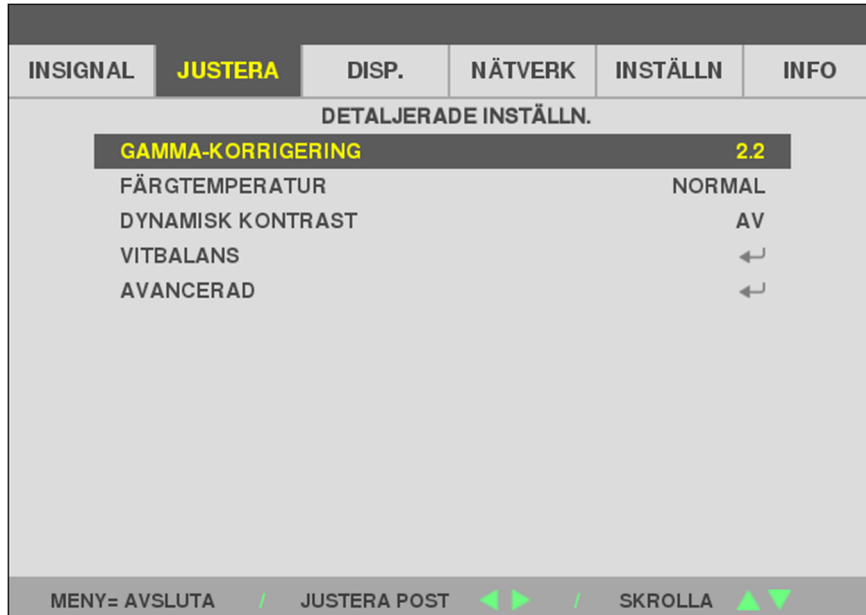 INSIGNAL JUSTERA DISP. NÄTVERK INSTÄLLN INFO
DETALJERADE INSTÄLLN.
GAMMA-KORRIGERING 2.2
FÄRGTEMPERATUR NORMAL
DYNAMISK KONTRAST AV
VITBALANS
AVANCERAD
MENY= AVSLUTA / JUSTERA POST / SKROLLA